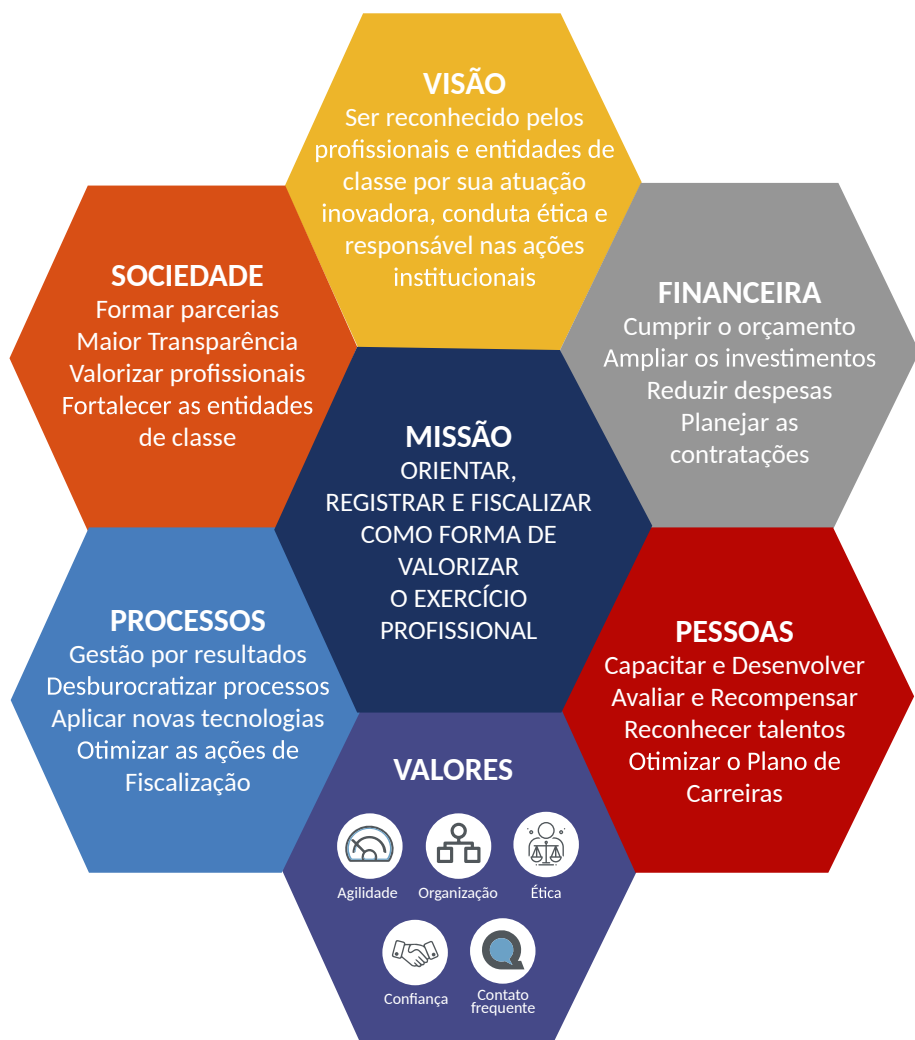 VISÃO
Ser reconhecido pelos
profissionais e entidades de
classe por sua atuação
inovadora, conduta ética e
responsável nas ações
institucionais
SOCIEDADE
Formar parcerias
Maior Transparência
Valorizar profissionais
Fortalecer as entidades
de classe
FINANCEIRA
Cumprir o orçamento
Ampliar os investimentos
Reduzir despesas
Planejar as
contratações
MISSÃO
ORIENTAR,
REGISTRAR E FISCALIZAR
COMO FORMA DE
VALORIZAR
O EXERCÍCIO
PROFISSIONAL
PROCESSOS
Gestão por resultados
Desburocratizar processos
Aplicar novas tecnologias
Otimizar as ações de
Fiscalização
PESSOAS
Capacitar e Desenvolver
Avaliar e Recompensar
Reconhecer talentos
Otimizar o Plano de
Carreiras
VALORES
Agilidade
Organização
Ética
Confiança
Contato
frequente